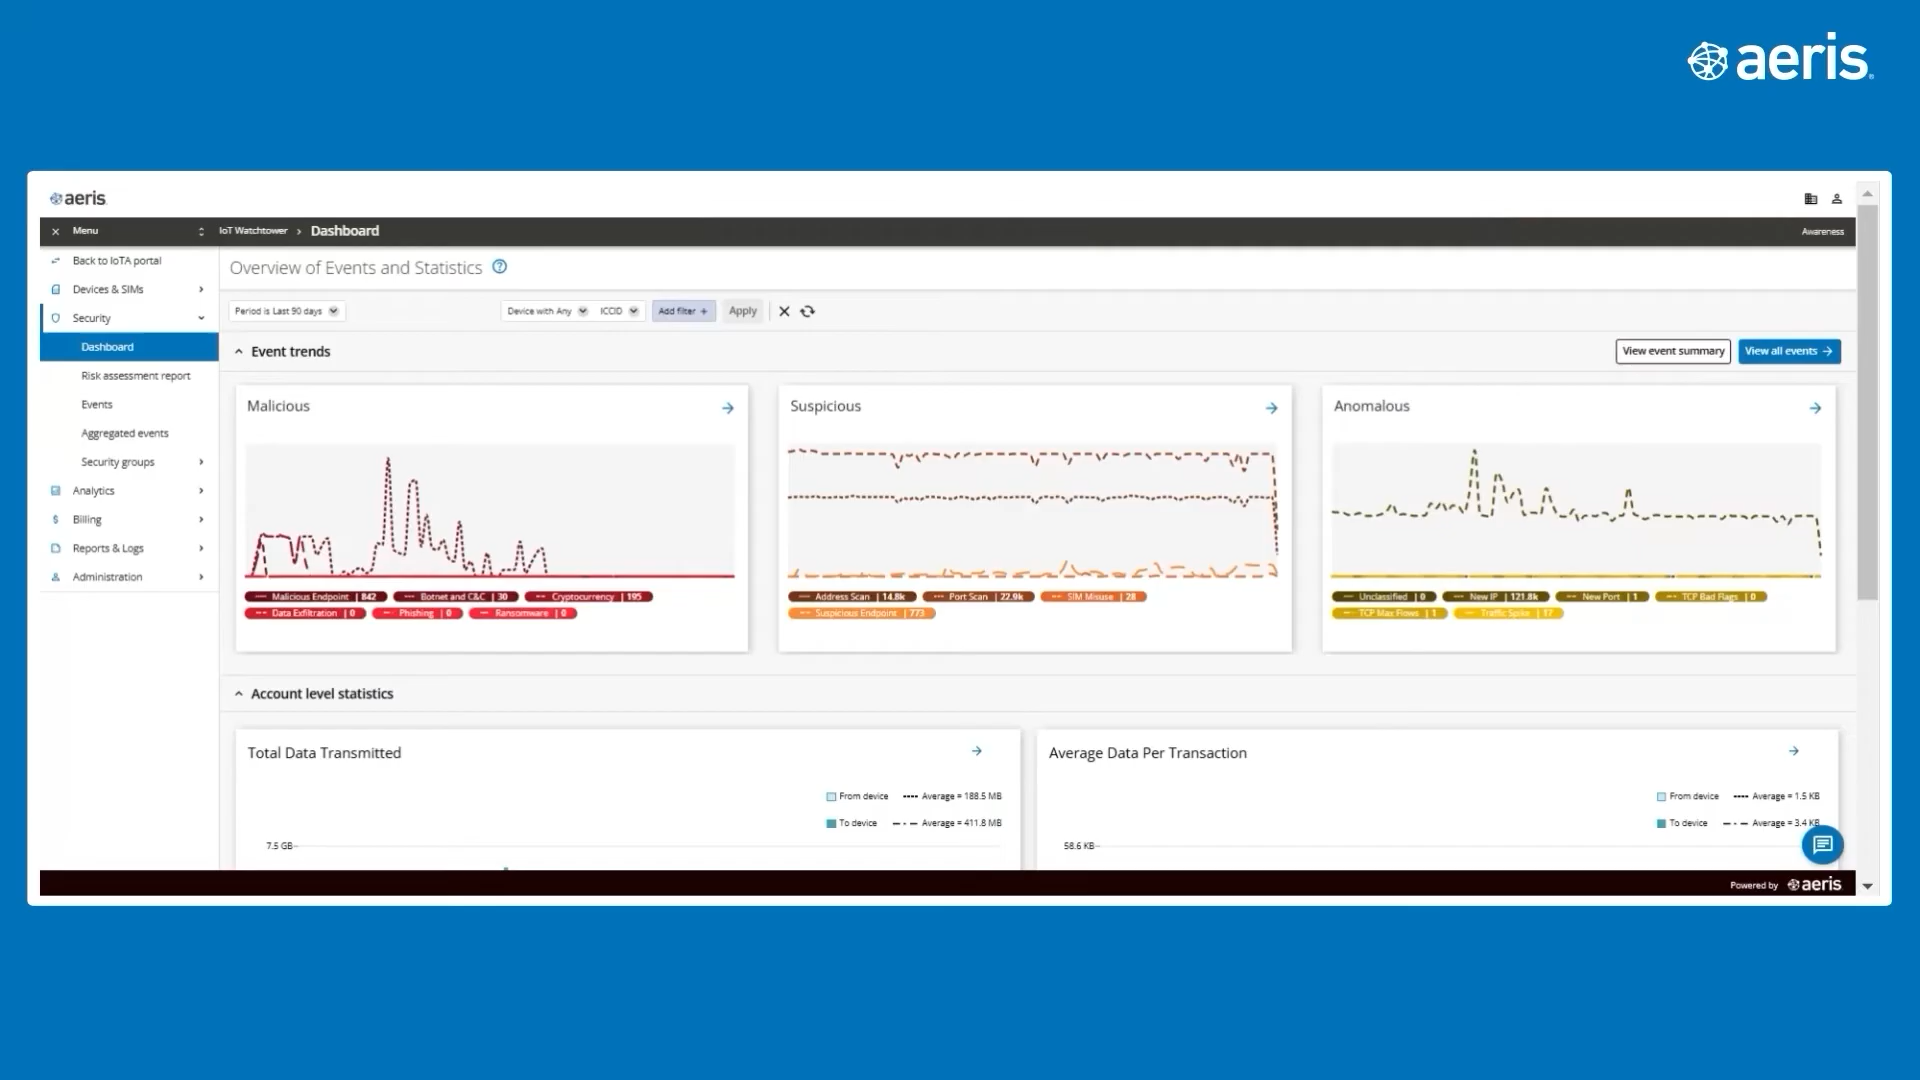 aeris
aeris
Menu
IoT Watchtower > Dashboard
Awareness
Back to IoTA portal
Devices & SIMs
Security
Dashboard
Risk assessment report
Events
Aggregated events
Security groups
Analytics
Billing
Reports & Logs
Administration
Overview of Events and Statistics
Period is Last 90 days
Device with Any
ICCID
Add filter +
Apply
Event trends
View event summary
View all events
Malicious
Malicious Endpoint | 842
Botnet and C&C | 30
Cryptocurrency | 195
Data Exfiltration | 0
Phishing | 0
Ransomware | 0
Suspicious
Address Scan | 14.8k
Port Scan | 22.9k
SIM Misuse | 28
Suspicious Endpoint | 773
Anomalous
Unclassified | 0
New IP | 121.8k
New Port | 1
TCP Bad Flags | 0
TCP Max Flows | 1
Traffic Spike | 17
Account level statistics
Total Data Transmitted
From device
Average = 188.5 MB
To device
Average = 411.8 MB
7.5 GB
Average Data Per Transaction
From device
Average = 1.5 KB
To device
Average = 3.4 KB
58.6 KB
Powered by aeris